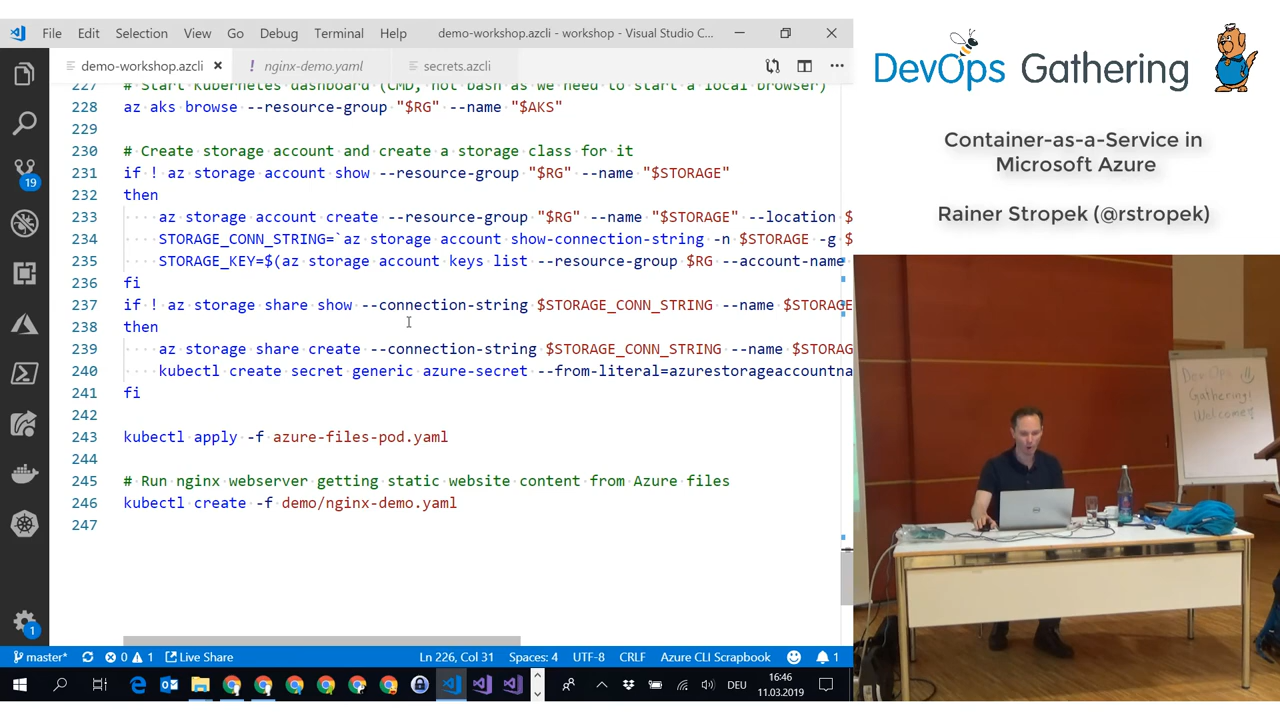 File Edit Selection View Go Debug Terminal Help demo-workshop.azcli - workshop - Visual Studio C...
demo-workshop.azcli ! nginx-demo.yaml secrets.azcli
227 # Start Kubernetes dashboard (CMD, not bash as we need to start a local browser)
228 az aks browse --resource-group "$RG" --name "$AKS"
229
230 # Create storage account and create a storage class for it
231 if ! az storage account show --resource-group "$RG" --name "$STORAGE"
232 then
233 az storage account create --resource-group "$RG" --name "$STORAGE" --location $
234 STORAGE_CONN_STRING=`az storage account show-connection-string -n $STORAGE -g $
235 STORAGE_KEY=$(az storage account keys list --resource-group $RG --account-name
236 fi
237 if ! az storage share show --connection-string $STORAGE_CONN_STRING --name $STORAGE
238 then
239 az storage share create --connection-string $STORAGE_CONN_STRING --name $STORAG
240 kubectl create secret generic azure-secret --from-literal=azurestorageaccountna
241 fi
242
243 kubectl apply -f azure-files-pod.yaml
244
245 # Run nginx webserver getting static website content from Azure files
246 kubectl create -f demo/nginx-demo.yaml
247
19
1
master* 0 1 Live Share Ln 226, Col 31 Spaces: 4 UTF-8 CRLF Azure CLI Scrapbook 1
DEU 16:46
11.03.2019
DevOps Gathering
Container-as-a-Service in
Microsoft Azure
Rainer Stropek (@rstropek)
DevOps
Gathering!
Welcome